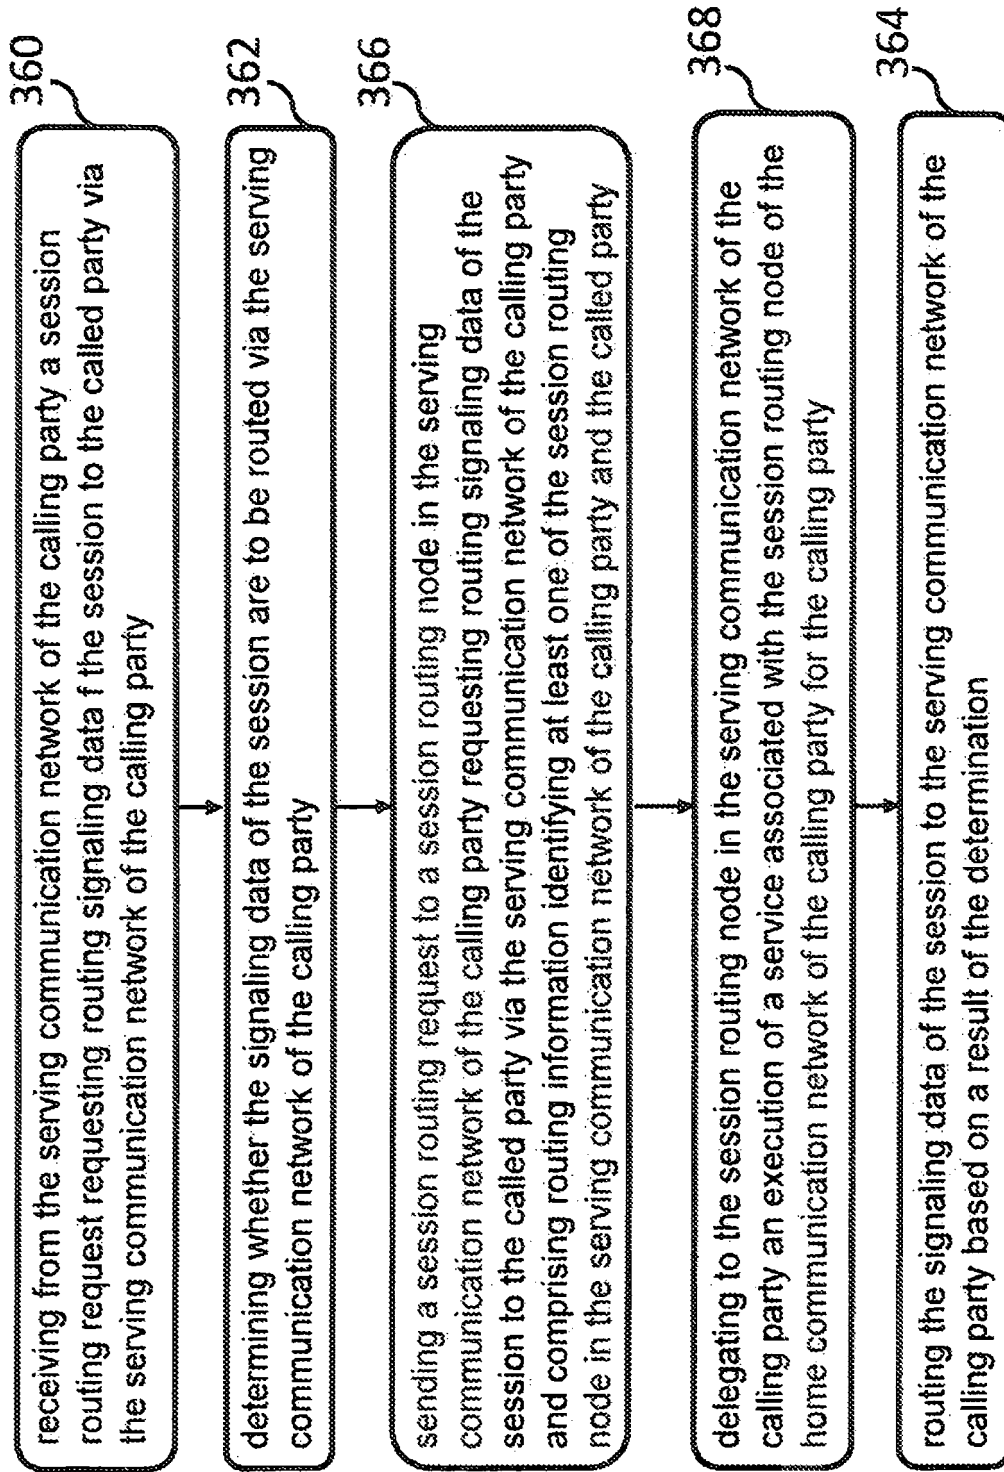 360
receiving from the serving communication network of the calling party a session
routing request requesting routing signaling data f the session to the called party via
the serving communication network of the calling party
362
determining whether the signaling data of the session are to be routed via the serving
communication network of the calling party
366
sending a session routing request to a session routing node in the serving
communication network of the calling party requesting routing signaling data of the
session to the called party via the serving communication network of the calling party
and comprising routing information identifying at least one of the session routing
node in the serving communication network of the calling party and the called party
368
delegating to the session routing node in the serving communication network of the
calling party an execution of a service associated with the session routing node of the
home communication network of the calling party for the calling party
364
routing the signaling data of the session to the serving communication network of the
calling party based on a result of the determination